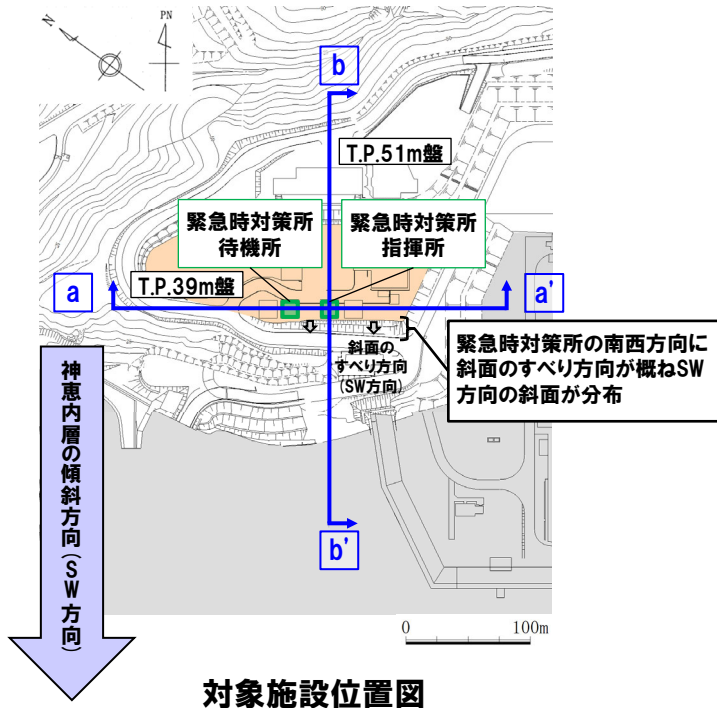 N
PN
b
T.P.51m盤
緊急時対策所
待機所
緊急時対策所
指揮所
T.P.39m盤
a
a'
斜面の
すべり方向
(SW方向)
緊急時対策所の南西方向に
斜面のすべり方向が概ねSW
方向の斜面が分布
神恵内層の傾斜方向(SW方向)
b'
0 100m
対象施設位置図